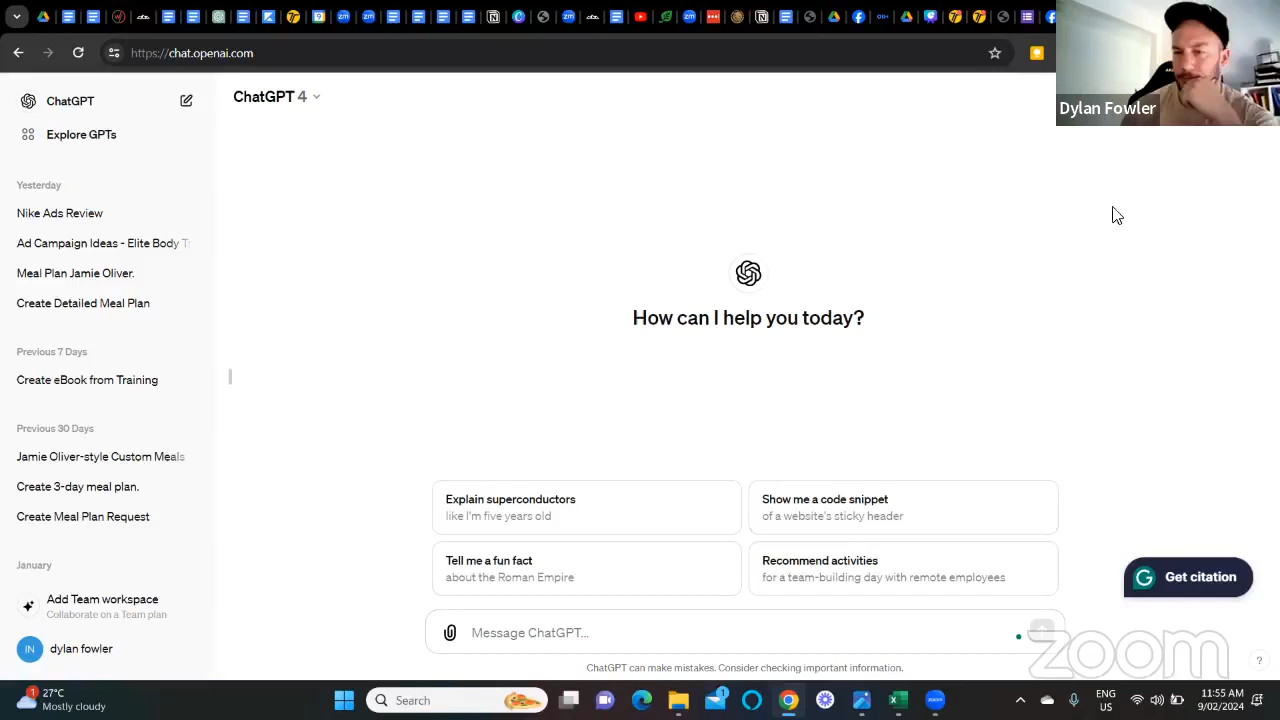 https://chat.openai.com
Dylan Fowler
ChatGPT
ChatGPT 4
Explore GPTs
Yesterday
Nike Ads Review
Ad Campaign Ideas - Elite Body Tr
Meal Plan Jamie Oliver.
Create Detailed Meal Plan
Previous 7 Days
Create eBook from Training
Previous 30 Days
Jamie Oliver-style Custom Meals
Create 3-day meal plan.
Create Meal Plan Request
January
Add Team workspace
Collaborate on a Team plan
IN
dylan fowler
How can I help you today?
Explain superconductors
like I'm five years old
Show me a code snippet
of a website's sticky header
Tell me a fun fact
about the Roman Empire
Recommend activities
for a team-building day with remote employees
G Get citation
Message ChatGPT...
ChatGPT can make mistakes. Consider checking important information.
?
zoom
1
27°C
Mostly cloudy
Search
1
zoom
ENG
US
11:55 AM
9/02/2024